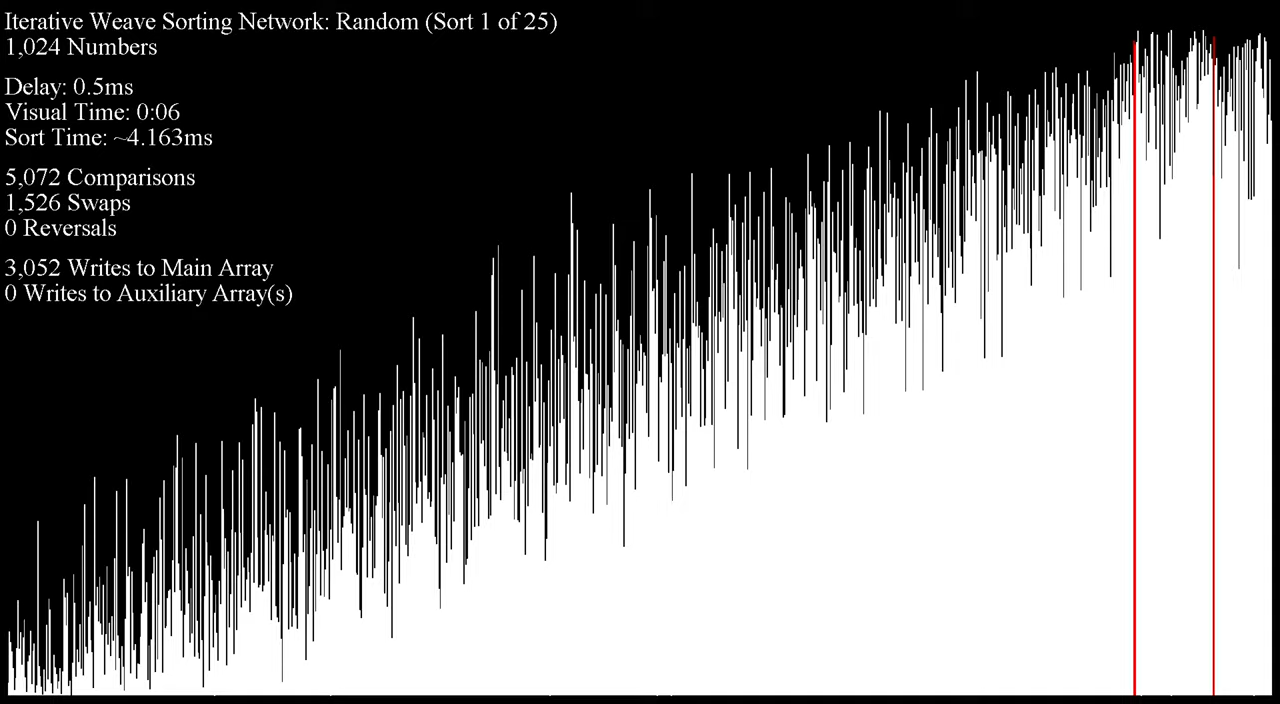 Iterative Weave Sorting Network: Random (Sort 1 of 25)
1,024 Numbers
Delay: 0.5ms
Visual Time: 0:06
Sort Time: ~4.163ms
5,072 Comparisons
1,526 Swaps
0 Reversals
3,052 Writes to Main Array
0 Writes to Auxiliary Array(s)